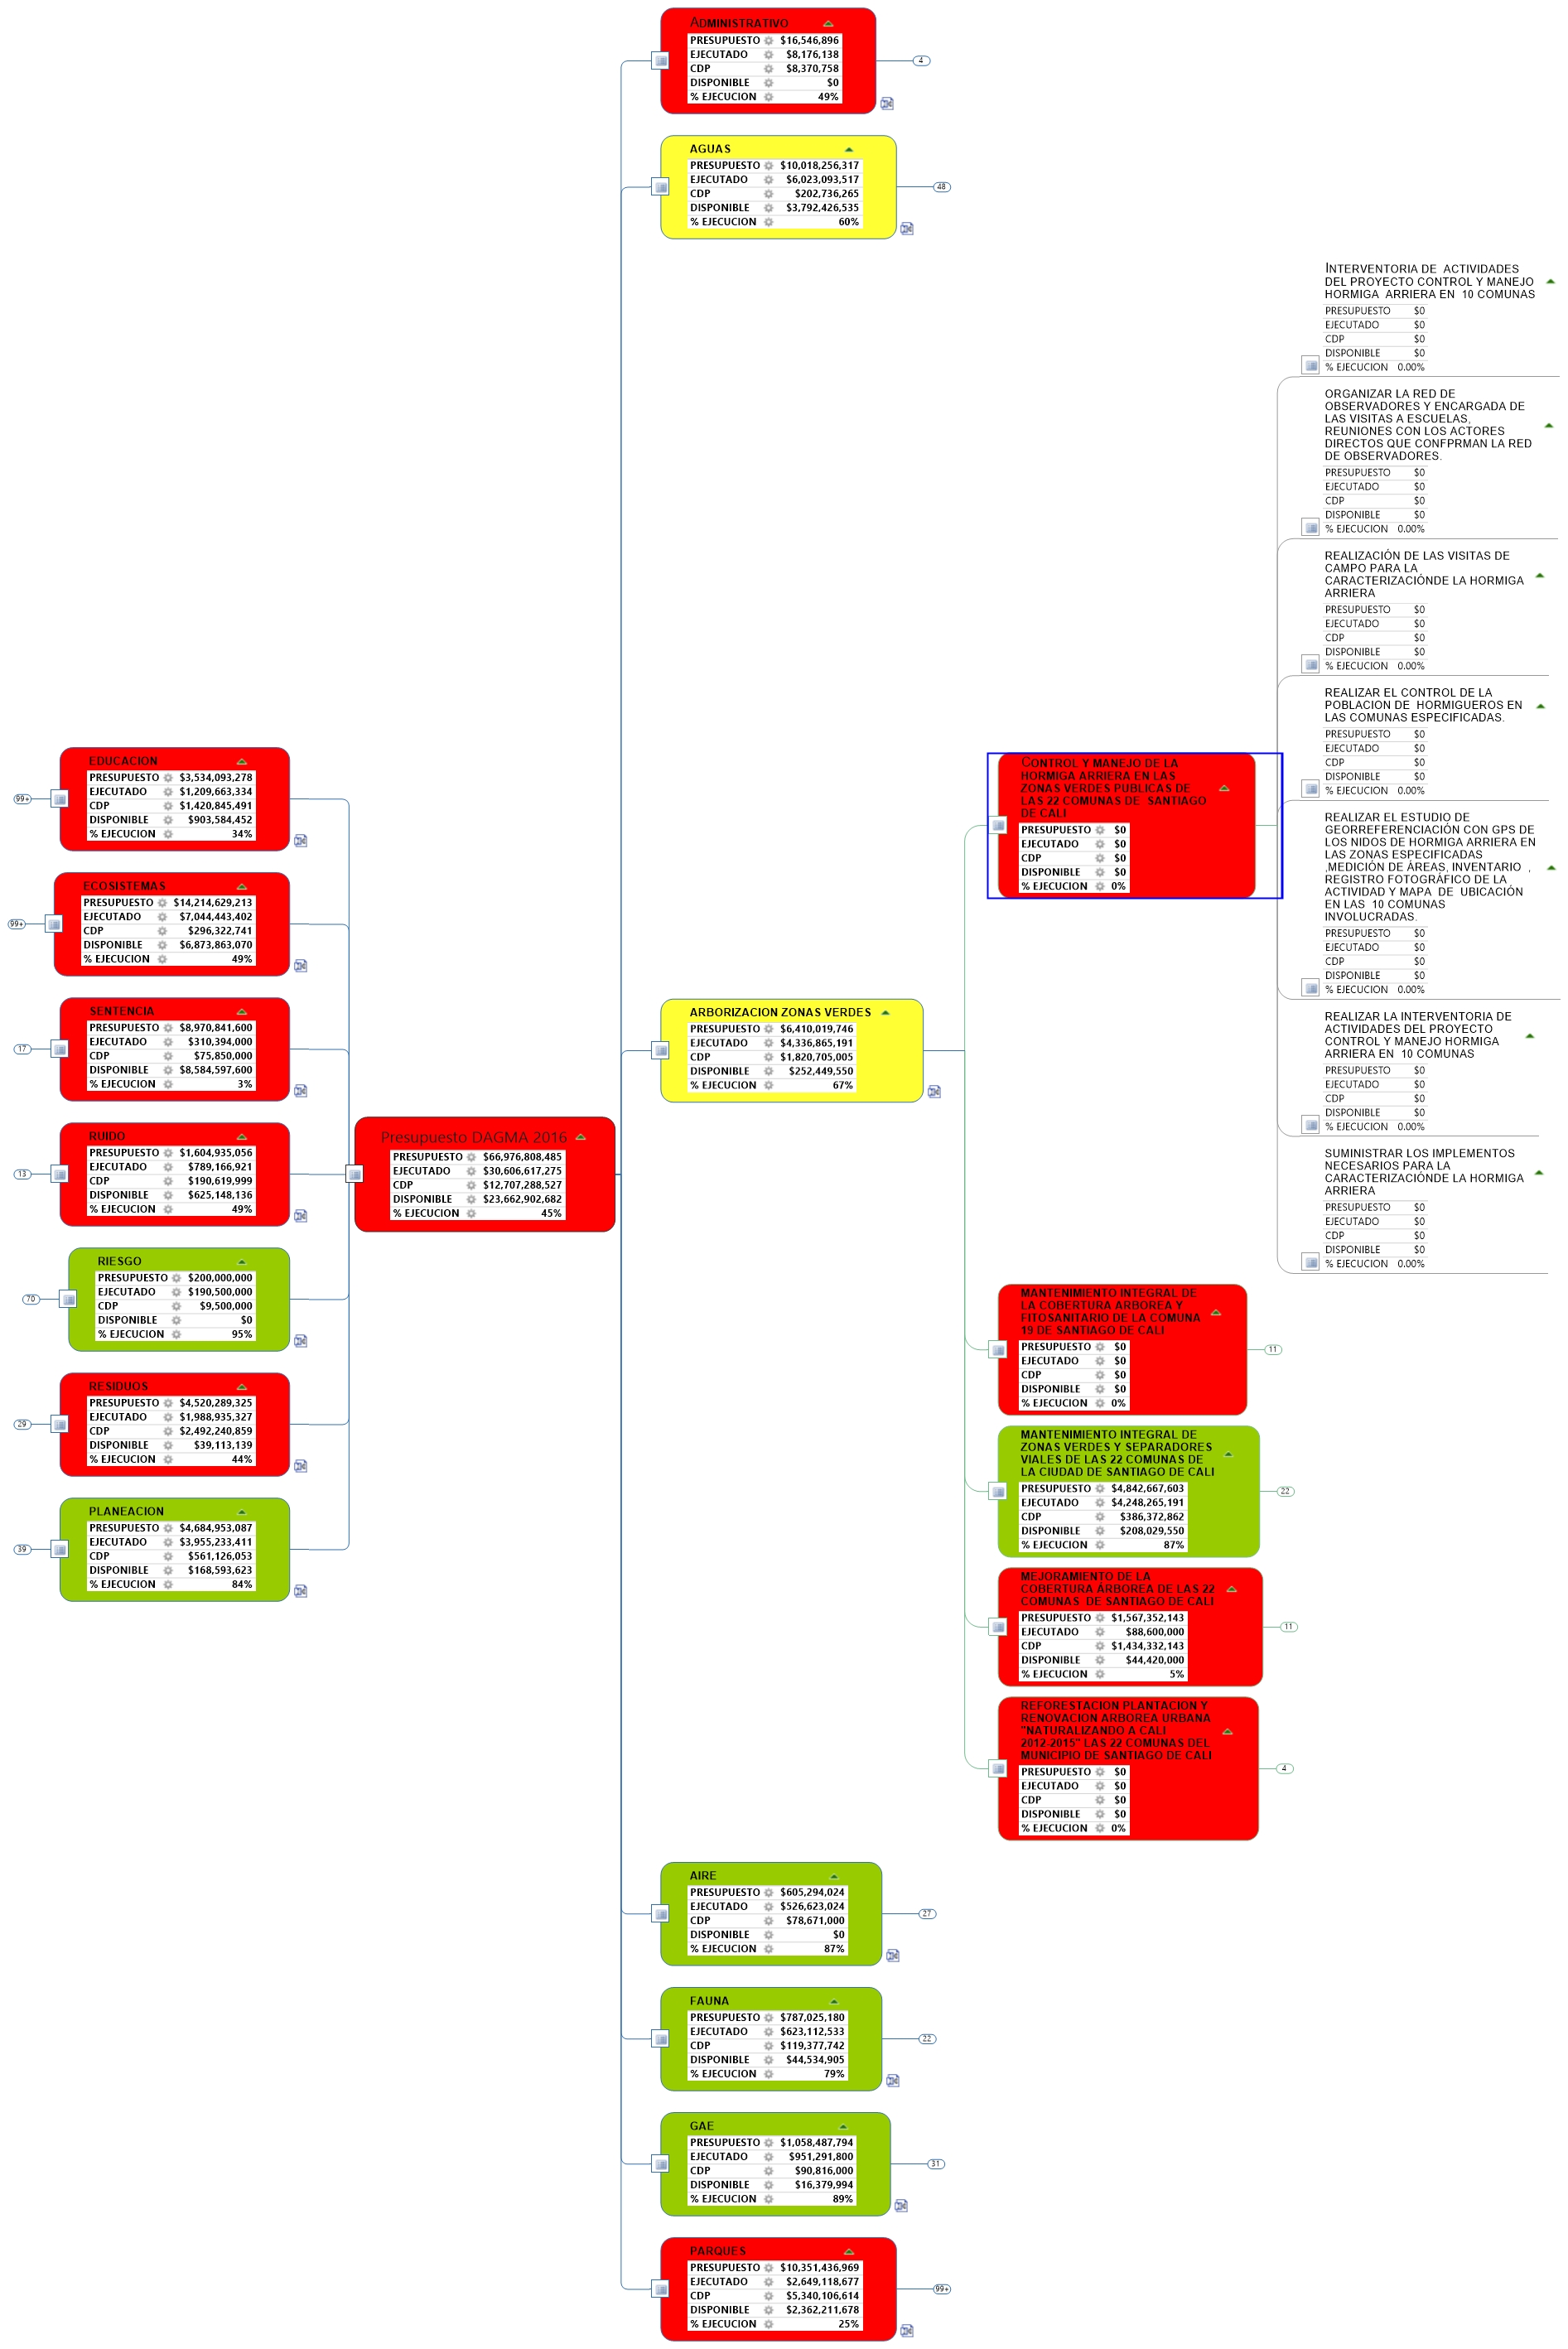 Presupuesto DAGMA 2016
PRESUPUESTO $66,976,808,485
EJECUTADO $30,606,617,275
CDP $12,707,288,527
DISPONIBLE $23,662,902,682
% EJECUCION 45%
ADMINISTRATIVO
PRESUPUESTO $16,546,896
EJECUTADO $8,176,138
CDP $8,370,758
DISPONIBLE $0
% EJECUCION 49%
4
AGUAS
PRESUPUESTO $10,018,256,317
EJECUTADO $6,023,093,517
CDP $202,736,265
DISPONIBLE $3,792,426,535
% EJECUCION 60%
48
ARBORIZACION ZONAS VERDES
PRESUPUESTO $6,410,019,746
EJECUTADO $4,336,865,191
CDP $1,820,705,005
DISPONIBLE $252,449,550
% EJECUCION 67%
CONTROL Y MANEJO DE LA
HORMIGA ARRIERA EN LAS
ZONAS VERDES PÚBLICAS DE
LAS 22 COMUNAS DE SANTIAGO
DE CALI
PRESUPUESTO $0
EJECUTADO $0
CDP $0
DISPONIBLE $0
% EJECUCION 0%
INTERVENTORIA DE ACTIVIDADES
DEL PROYECTO CONTROL Y MANEJO
HORMIGA ARRIERA EN 10 COMUNAS
PRESUPUESTO $0
EJECUTADO $0
CDP $0
DISPONIBLE $0
% EJECUCION 0.00%
ORGANIZAR LA RED DE
OBSERVADORES Y ENCARGADA DE
LAS VISITAS A ESCUELAS,
REUNIONES CON LOS ACTORES
DIRECTOS QUE CONFPRMAN LA RED
DE OBSERVADORES.
PRESUPUESTO $0
EJECUTADO $0
CDP $0
DISPONIBLE $0
% EJECUCION 0.00%
REALIZACIÓN DE LAS VISITAS DE
CAMPO PARA LA
CARACTERIZACIÓNDE LA HORMIGA
ARRIERA
PRESUPUESTO $0
EJECUTADO $0
CDP $0
DISPONIBLE $0
% EJECUCION 0.00%
REALIZAR EL CONTROL DE LA
POBLACION DE HORMIGUEROS EN
LAS COMUNAS ESPECIFICADAS.
PRESUPUESTO $0
EJECUTADO $0
CDP $0
DISPONIBLE $0
% EJECUCION 0.00%
REALIZAR EL ESTUDIO DE
GEORREFERENCIACIÓN CON GPS DE
LOS NIDOS DE HORMIGA ARRIERA EN
LAS ZONAS ESPECIFICADAS
,MEDICIÓN DE ÁREAS, INVENTARIO ,
REGISTRO FOTOGRÁFICO DE LA
ACTIVIDAD Y MAPA DE UBICACIÓN
EN LAS 10 COMUNAS
INVOLUCRADAS.
PRESUPUESTO $0
EJECUTADO $0
CDP $0
DISPONIBLE $0
% EJECUCION 0.00%
REALIZAR LA INTERVENTORIA DE
ACTIVIDADES DEL PROYECTO
CONTROL Y MANEJO HORMIGA
ARRIERA EN 10 COMUNAS
PRESUPUESTO $0
EJECUTADO $0
CDP $0
DISPONIBLE $0
% EJECUCION 0.00%
SUMINISTRAR LOS IMPLEMENTOS
NECESARIOS PARA LA
CARACTERIZACIÓNDE LA HORMIGA
ARRIERA
PRESUPUESTO $0
EJECUTADO $0
CDP $0
DISPONIBLE $0
% EJECUCION 0.00%
MANTENIMIENTO INTEGRAL DE
LA COBERTURA ARBOREA Y
FITOSANITARIO DE LA COMUNA
19 DE SANTIAGO DE CALI
PRESUPUESTO $0
EJECUTADO $0
CDP $0
DISPONIBLE $0
% EJECUCION 0%
11
MANTENIMIENTO INTEGRAL DE
ZONAS VERDES Y SEPARADORES
VIALES DE LAS 22 COMUNAS DE
LA CIUDAD DE SANTIAGO DE CALI
PRESUPUESTO $4,842,667,603
EJECUTADO $4,248,265,191
CDP $386,372,862
DISPONIBLE $208,029,550
% EJECUCION 87%
22
MEJORAMIENTO DE LA
COBERTURA ÁRBOREA DE LAS 22
COMUNAS DE SANTIAGO DE CALI
PRESUPUESTO $1,567,352,143
EJECUTADO $88,600,000
CDP $1,434,332,143
DISPONIBLE $44,420,000
% EJECUCION 5%
11
REFORESTACION PLANTACION Y
RENOVACION ARBOREA URBANA
"NATURALIZANDO A CALI
2012-2015" LAS 22 COMUNAS DEL
MUNICIPIO DE SANTIAGO DE CALI
PRESUPUESTO $0
EJECUTADO $0
CDP $0
DISPONIBLE $0
% EJECUCION 0%
4
AIRE
PRESUPUESTO $605,294,024
EJECUTADO $526,623,024
CDP $78,671,000
DISPONIBLE $0
% EJECUCION 87%
27
FAUNA
PRESUPUESTO $787,025,180
EJECUTADO $623,112,533
CDP $119,377,742
DISPONIBLE $44,534,905
% EJECUCION 79%
22
GAE
PRESUPUESTO $1,058,487,794
EJECUTADO $951,291,800
CDP $90,816,000
DISPONIBLE $16,379,994
% EJECUCION 89%
31
PARQUES
PRESUPUESTO $10,351,436,969
EJECUTADO $2,649,118,677
CDP $5,340,106,614
DISPONIBLE $2,362,211,678
% EJECUCION 25%
99+
EDUCACION
PRESUPUESTO $3,534,093,278
EJECUTADO $1,209,663,334
CDP $1,420,845,491
DISPONIBLE $903,584,452
% EJECUCION 34%
99+
ECOSISTEMAS
PRESUPUESTO $14,214,629,213
EJECUTADO $7,044,443,402
CDP $296,322,741
DISPONIBLE $6,873,863,070
% EJECUCION 49%
99+
SENTENCIA
PRESUPUESTO $8,970,841,600
EJECUTADO $310,394,000
CDP $75,850,000
DISPONIBLE $8,584,597,600
% EJECUCION 3%
17
RUIDO
PRESUPUESTO $1,604,935,056
EJECUTADO $789,166,921
CDP $190,619,999
DISPONIBLE $625,148,136
% EJECUCION 49%
13
RIESGO
PRESUPUESTO $200,000,000
EJECUTADO $190,500,000
CDP $9,500,000
DISPONIBLE $0
% EJECUCION 95%
70
RESIDUOS
PRESUPUESTO $4,520,289,325
EJECUTADO $1,988,935,327
CDP $2,492,240,859
DISPONIBLE $39,113,139
% EJECUCION 44%
29
PLANEACION
PRESUPUESTO $4,684,953,087
EJECUTADO $3,955,233,411
CDP $561,126,053
DISPONIBLE $168,593,623
% EJECUCION 84%
39